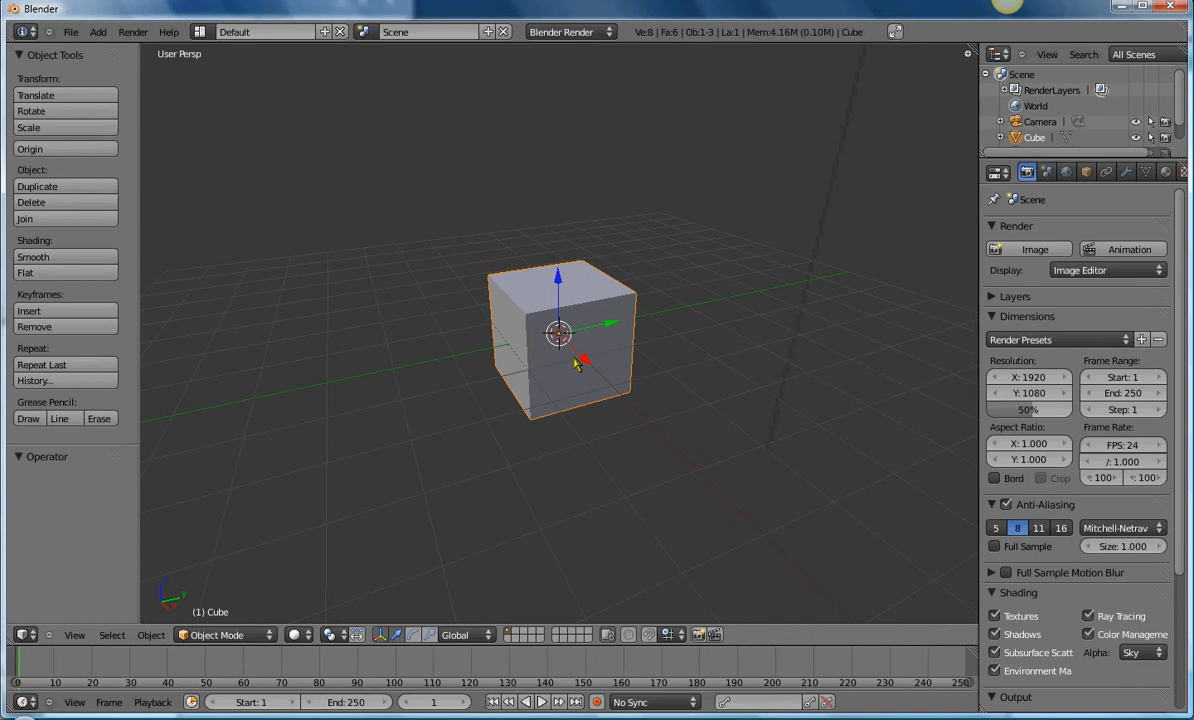 Blender
File Add Render Help Default Scene Blender Render Ve:8 | Fa:6 | Ob:1-3 | La:1 | Mem:4.16M (0.10M) | Cube
Object Tools
Transform:
Translate
Rotate
Scale
Origin
Object:
Duplicate
Delete
Join
Shading:
Smooth
Flat
Keyframes:
Insert
Remove
Repeat:
Repeat Last
History...
Grease Pencil:
Draw Line Erase
Operator
User Persp
(1) Cube
View Select Object Object Mode Global
0 10 20 30 40 50 60 70 80 90 100 110 120 130 140 150 160 170 180 190 200 210 220 230 240 250
View Frame Playback Start: 1 End: 250 1 No Sync
View Search All Scenes
Scene
RenderLayers |
World
Camera |
Cube |
Scene
Render
Image Animation
Display: Image Editor
Layers
Dimensions
Render Presets
Resolution: Frame Range:
X: 1920 Start: 1
Y: 1080 End: 250
50% Step: 1
Aspect Ratio: Frame Rate:
X: 1.000 FPS: 24
Y: 1.000 /: 1.000
Bord Crop : 100 : 100
Anti-Aliasing
5 8 11 16 Mitchell-Netrav
Full Sample Size: 1.000
Full Sample Motion Blur
Shading
Textures Ray Tracing
Shadows Color Manageme
Subsurface Scatt Alpha: Sky
Environment Ma
Output